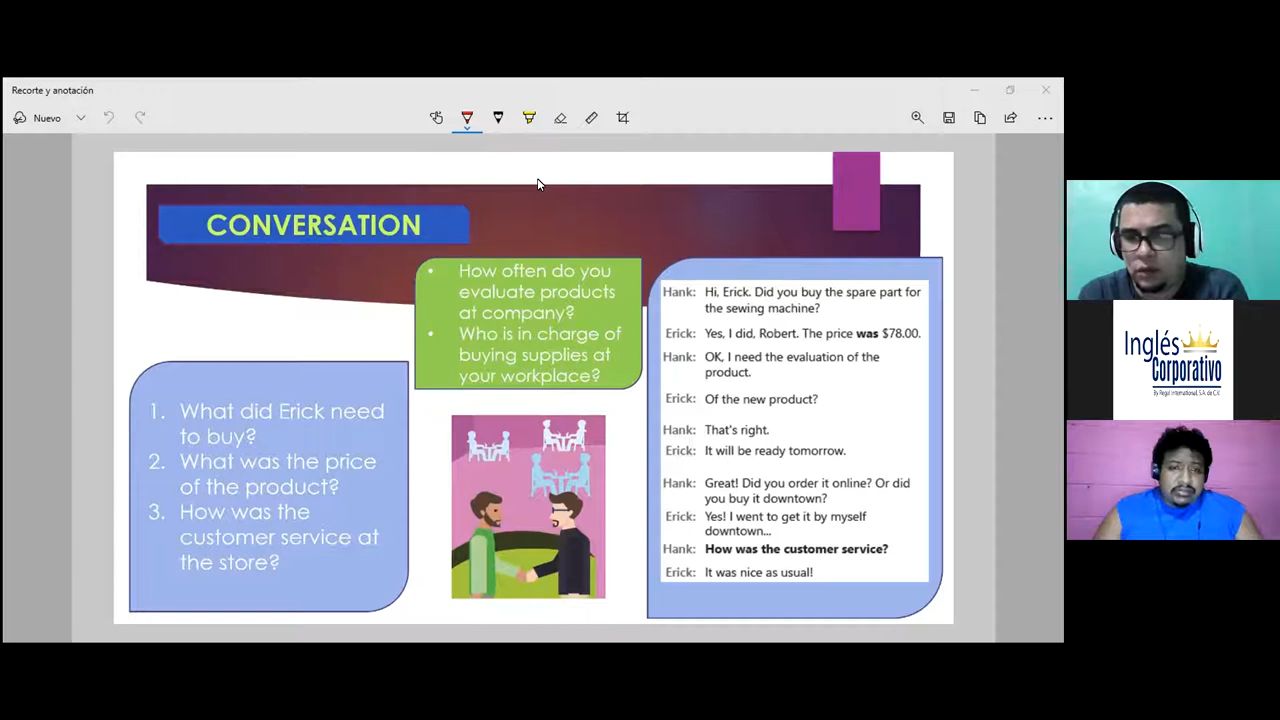 Recorte y anotación
Nuevo
CONVERSATION
• How often do you
evaluate products
at company?
• Who is in charge of
buying supplies at
your workplace?
1. What did Erick need
to buy?
2. What was the price
of the product?
3. How was the
customer service at
the store?
Hank: Hi, Erick. Did you buy the spare part for
the sewing machine?
Erick: Yes, I did, Robert. The price was $78.00.
Hank: OK, I need the evaluation of the
product.
Erick: Of the new product?
Hank: That's right.
Erick: It will be ready tomorrow.
Hank: Great! Did you order it online? Or did
you buy it downtown?
Erick: Yes! I went to get it by myself
downtown...
Hank: How was the customer service?
Erick: It was nice as usual!
Inglés
Corporativo
By Regal International, S.A. de C.V.